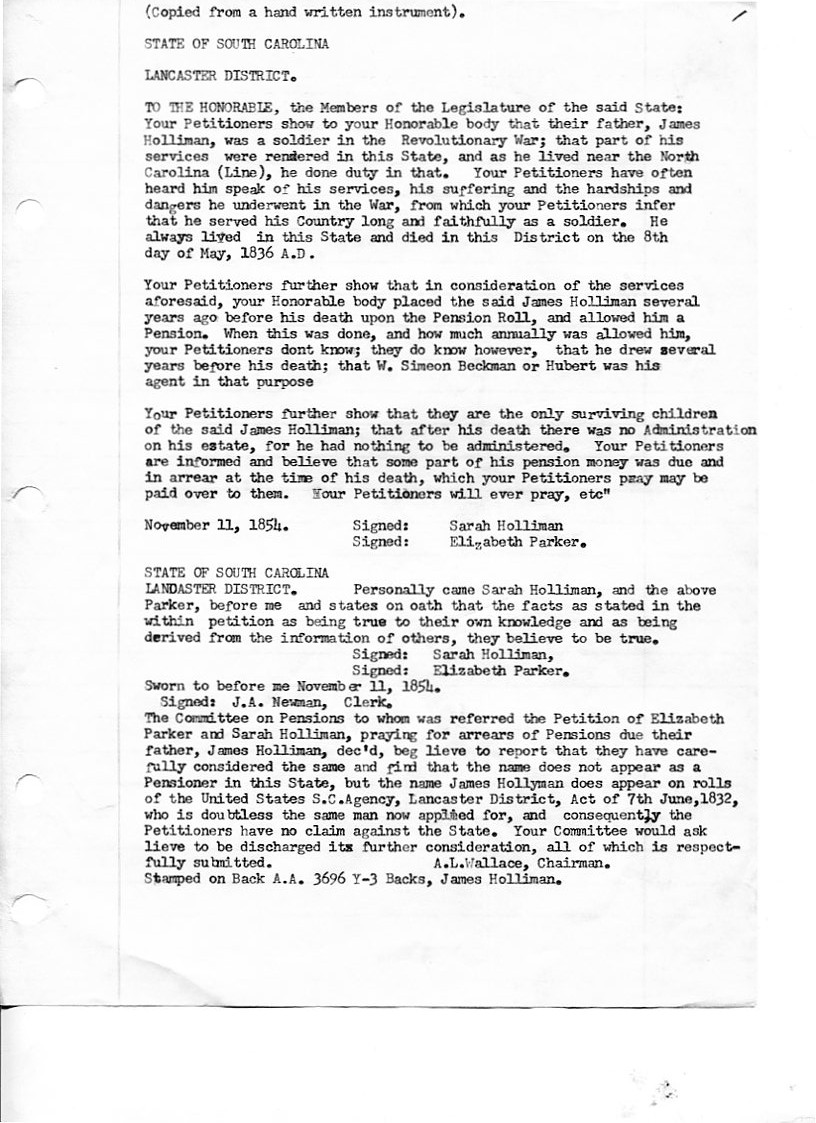 (Copied from a hand written instrument).
STATE OF SOUTH CAROLINA
LANCASTER DISTRICT.
TO THE HONORABLE, the Members of the Legislature of the said State:
Your Petitioners show to your Honorable body that their father, James
Holliman, was a soldier in the Revolutionary War; that part of his
services were rendered in this State, and as he lived near the North
Carolina (Line), he done duty in that. Your Petitioners have often
heard him speak of his services, his suffering and the hardships and
dangers he underwent in the War, from which your Petitioners infer
that he served his Country long and faithfully as a soldier. He
always lived in this State and died in this District on the 8th
day of May, 1836 A.D.
Your Petitioners further show that in consideration of the services
aforesaid, your Honorable body placed the said James Holliman several
years ago before his death upon the Pension Roll, and allowed him a
Pension. When this was done, and how much annually was allowed him,
your Petitioners dont know; they do know however, that he drew several
years before his death; that W. Simeon Beckman or Hubert was his
agent in that purpose
Your Petitioners further show that they are the only surviving children
of the said James Holliman; that after his death there was no Administration
on his estate, for he had nothing to be administered. Your Petitioners
are informed and believe that some part of his pension money was due and
in arrear at the time of his death, which your Petitioners pray may be
paid over to them. Your Petitioners will ever pray, etc"
November 11, 1854. Signed: Sarah Holliman
Signed: Elizabeth Parker.
STATE OF SOUTH CAROLINA
LANDASTER DISTRICT. Personally came Sarah Holliman, and the above
Parker, before me and states on oath that the facts as stated in the
within petition as being true to their own knowledge and as being
derived from the information of others, they believe to be true.
Signed: Sarah Holliman,
Signed: Elizabeth Parker.
Sworn to before me November 11, 1854.
Signed: J.A. Newman, Clerk.
The Committee on Pensions to whom was referred the Petition of Elizabeth
Parker and Sarah Holliman, praying for arrears of Pensions due their
father, James Holliman, dec'd, beg lieve to report that they have care-
fully considered the same and find that the name does not appear as a
Pensioner in this State, but the name James Hollyman does appear on rolls
of the United States S.C.Agency, Lancaster District, Act of 7th June,1832,
who is doubtless the same man now applied for, and consequently the
Petitioners have no claim against the State. Your Committee would ask
lieve to be discharged its further consideration, all of which is respect-
fully submitted. A.L.Wallace, Chairman.
Stamped on Back A.A. 3696 Y-3 Backs, James Holliman.